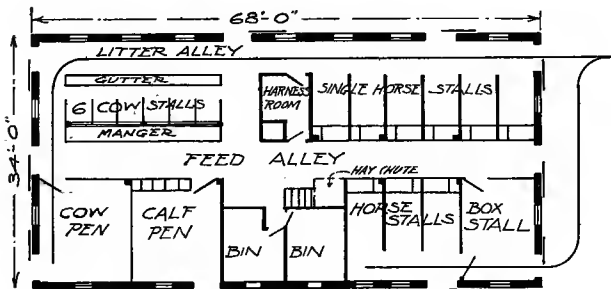 68'-0"
LITTER ALLEY
GUTTER
6 COW STALLS
MANGER
HARNESS
ROOM
SINGLE HORSE STALLS
34'-0"
FEED ALLEY
HAY CHUTE
COW
PEN
CALF
PEN
BIN
BIN
HORSE
STALLS
BOX
STALL